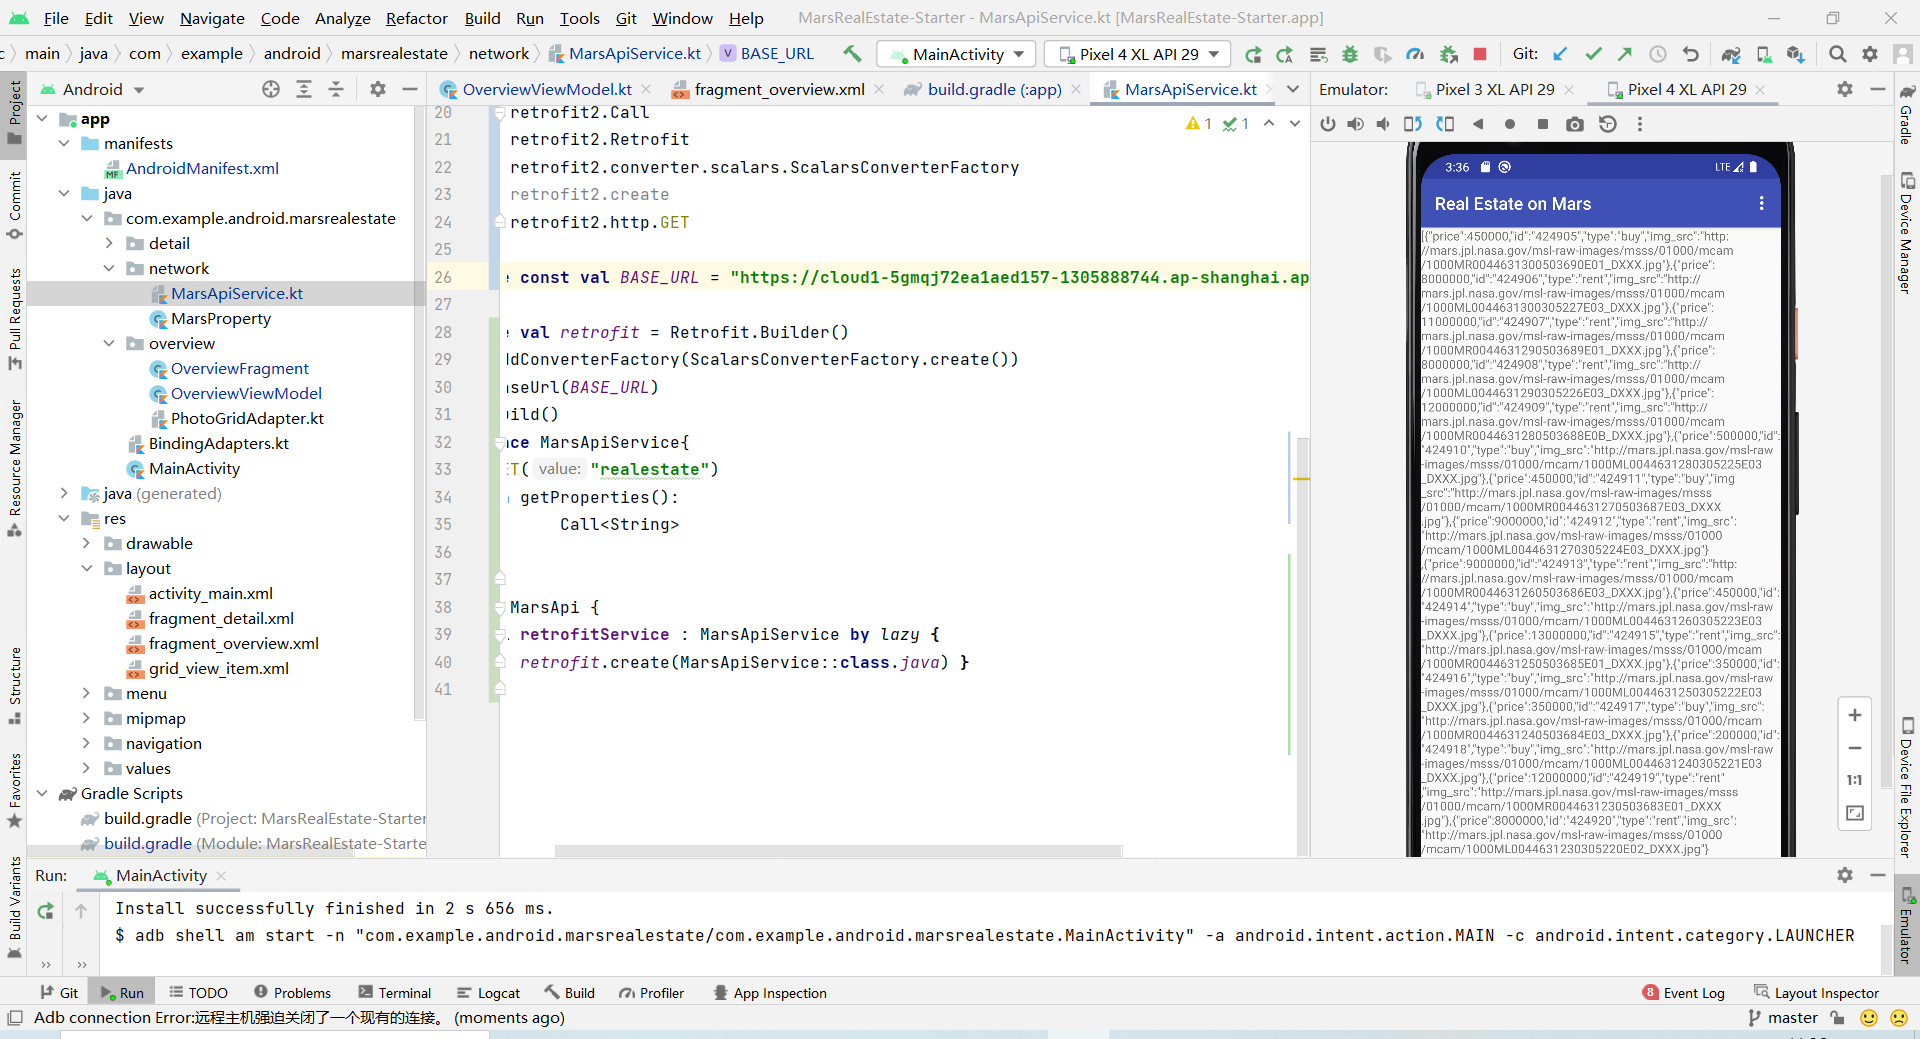 File Edit View Navigate Code Analyze Refactor Build Run Tools Git Window Help MarsRealEstate-Starter - MarsApiService.kt [MarsRealEstate-Starter.app]
main java com example android marsrealestate network MarsApiService.kt V BASE_URL MainActivity Pixel 4 XL API 29 Git:
Android
OverviewViewModel.kt fragment_overview.xml build.gradle (:app) MarsApiService.kt
Emulator: Pixel 3 XL API 29 Pixel 4 XL API 29
Project
Commit
Pull Requests
Resource Manager
Structure
Favorites
Build Variants
app
manifests
AndroidManifest.xml
java
com.example.android.marsrealestate
detail
network
MarsApiService.kt
MarsProperty
overview
OverviewFragment
OverviewViewModel
PhotoGridAdapter.kt
BindingAdapters.kt
MainActivity
java (generated)
res
drawable
layout
activity_main.xml
fragment_detail.xml
fragment_overview.xml
grid_view_item.xml
menu
mipmap
navigation
values
Gradle Scripts
build.gradle (Project: MarsRealEstate-Starter
build.gradle (Module: MarsRealEstate-Starte
1 1
20 retrofit2.Call
21 retrofit2.Retrofit
22 retrofit2.converter.scalars.ScalarsConverterFactory
23 retrofit2.create
24 retrofit2.http.GET
25
26 e const val BASE_URL = "https://cloud1-5gmqj72ea1aed157-1305888744.ap-shanghai.ap
27
28 e val retrofit = Retrofit.Builder()
29 ddConverterFactory(ScalarsConverterFactory.create())
30 aseUrl(BASE_URL)
31 uild()
32 ace MarsApiService{
33 ET( value: "realestate")
34 getProperties():
35 Call<String>
36
37
38 MarsApi {
39 retrofitService : MarsApiService by lazy {
40 retrofit.create(MarsApiService::class.java) }
41
3:36 LTE
Real Estate on Mars
[{"price":450000,"id":"424905","type":"buy","img_src":"http:
//mars.jpl.nasa.gov/msl-raw-images/msss/01000/mcam
/1000MR0044631300503690E01_DXXX.jpg"},{"price":
8000000,"id":"424906","type":"rent","img_src":"http://
mars.jpl.nasa.gov/msl-raw-images/msss/01000/mcam
/1000ML0044631300305227E03_DXXX.jpg"},{"price":
11000000,"id":"424907","type":"rent","img_src":"http://
mars.jpl.nasa.gov/msl-raw-images/msss/01000/mcam
/1000MR0044631290503689E01_DXXX.jpg"},{"price":
8000000,"id":"424908","type":"rent","img_src":"http://
mars.jpl.nasa.gov/msl-raw-images/msss/01000/mcam
/1000ML0044631290305226E03_DXXX.jpg"},{"price":
12000000,"id":"424909","type":"rent","img_src":"http://
mars.jpl.nasa.gov/msl-raw-images/msss/01000/mcam
/1000MR0044631280503688E0B_DXXX.jpg"},{"price":500000,"id":
"424910","type":"buy","img_src":"http://mars.jpl.nasa.gov/msl-raw
-images/msss/01000/mcam/1000ML0044631280305225E03
_DXXX.jpg"},{"price":450000,"id":"424911","type":"buy","img
_src":"http://mars.jpl.nasa.gov/msl-raw-images/msss
/01000/mcam/1000MR0044631270503687E03_DXXX
.jpg"},{"price":9000000,"id":"424912","type":"rent","img_src":
"http://mars.jpl.nasa.gov/msl-raw-images/msss/01000
/mcam/1000ML0044631270305224E03_DXXX.jpg"}
,{"price":9000000,"id":"424913","type":"rent","img_src":"http:
//mars.jpl.nasa.gov/msl-raw-images/msss/01000/mcam
/1000MR0044631260503686E03_DXXX.jpg"},{"price":450000,"id":
"424914","type":"buy","img_src":"http://mars.jpl.nasa.gov/msl-raw
-images/msss/01000/mcam/1000ML0044631260305223E03
_DXXX.jpg"},{"price":13000000,"id":"424915","type":"rent","img_src":
"http://mars.jpl.nasa.gov/msl-raw-images/msss/01000/mcam
/1000MR0044631250503685E01_DXXX.jpg"},{"price":350000,"id":
"424916","type":"buy","img_src":"http://mars.jpl.nasa.gov/msl-raw
-images/msss/01000/mcam/1000ML0044631250305222E03
_DXXX.jpg"},{"price":350000,"id":"424917","type":"buy","img_src":
"http://mars.jpl.nasa.gov/msl-raw-images/msss/01000/mcam
/1000MR0044631240503684E03_DXXX.jpg"},{"price":200000,"id":
"424918","type":"buy","img_src":"http://mars.jpl.nasa.gov/msl-raw
-images/msss/01000/mcam/1000ML0044631240305221E03
_DXXX.jpg"},{"price":12000000,"id":"424919","type":"rent"
,"img_src":"http://mars.jpl.nasa.gov/msl-raw-images/msss
/01000/mcam/1000MR0044631230503683E01_DXXX
.jpg"},{"price":8000000,"id":"424920","type":"rent","img_src":
"http://mars.jpl.nasa.gov/msl-raw-images/msss/01000
/mcam/1000ML0044631230305220E02_DXXX.jpg"}
1:1
Gradle
Device Manager
Device File Explorer
Emulator
Run: MainActivity
Install successfully finished in 2 s 656 ms.
$ adb shell am start -n "com.example.android.marsrealestate/com.example.android.marsrealestate.MainActivity" -a android.intent.action.MAIN -c android.intent.category.LAUNCHER
Git Run TODO Problems Terminal Logcat Build Profiler App Inspection 8 Event Log Layout Inspector
Adb connection Error:远程主机强迫关闭了一个现有的连接。 (moments ago) master